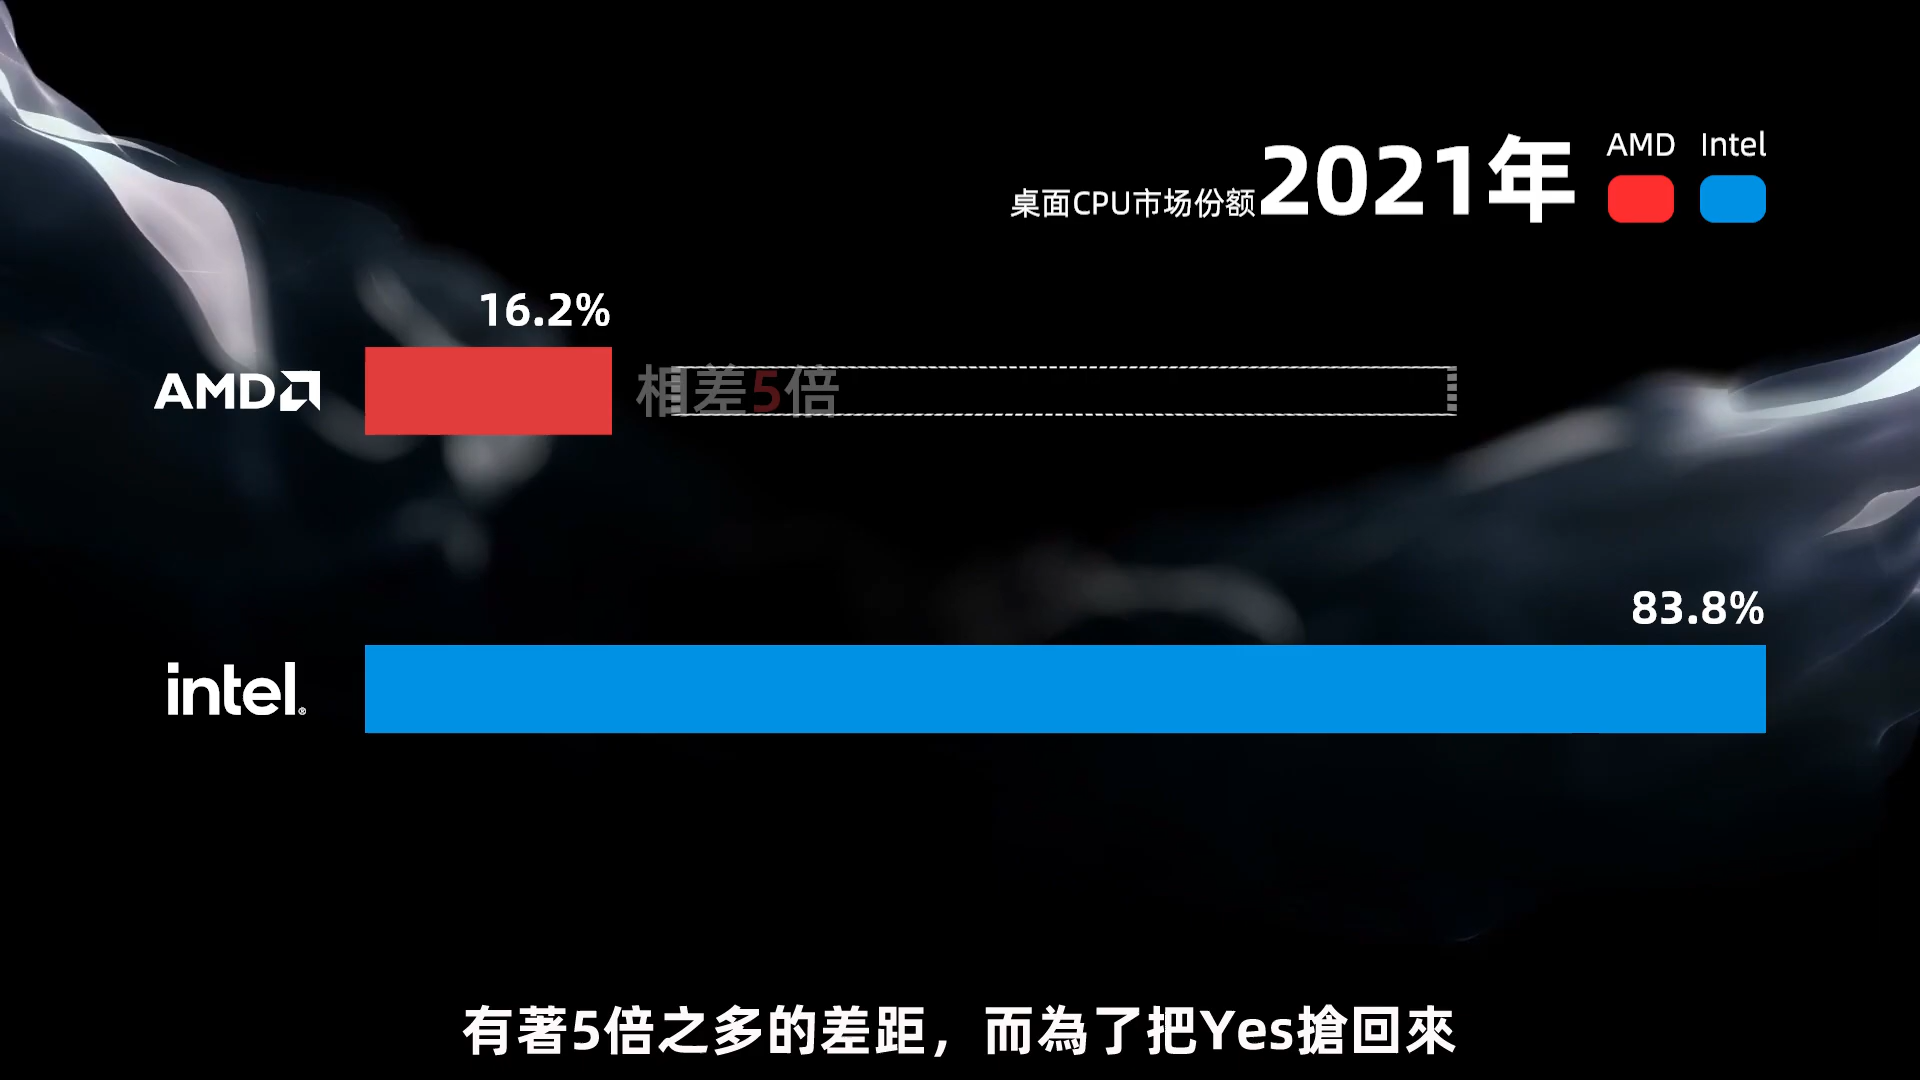 AMD Intel
桌面CPU市场份额2021年
16.2%
AMD
相差5倍
83.8%
intel®
有著5倍之多的差距，而為了把Yes搶回來